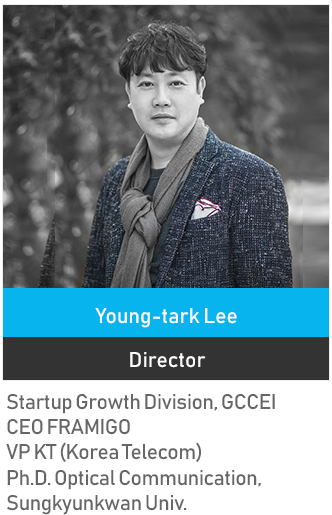 Young-tark Lee
Director
Startup Growth Division, GCCEI
CEO FRAMIGO
VP KT (Korea Telecom)
Ph.D. Optical Communication,
Sungkyunkwan Univ.